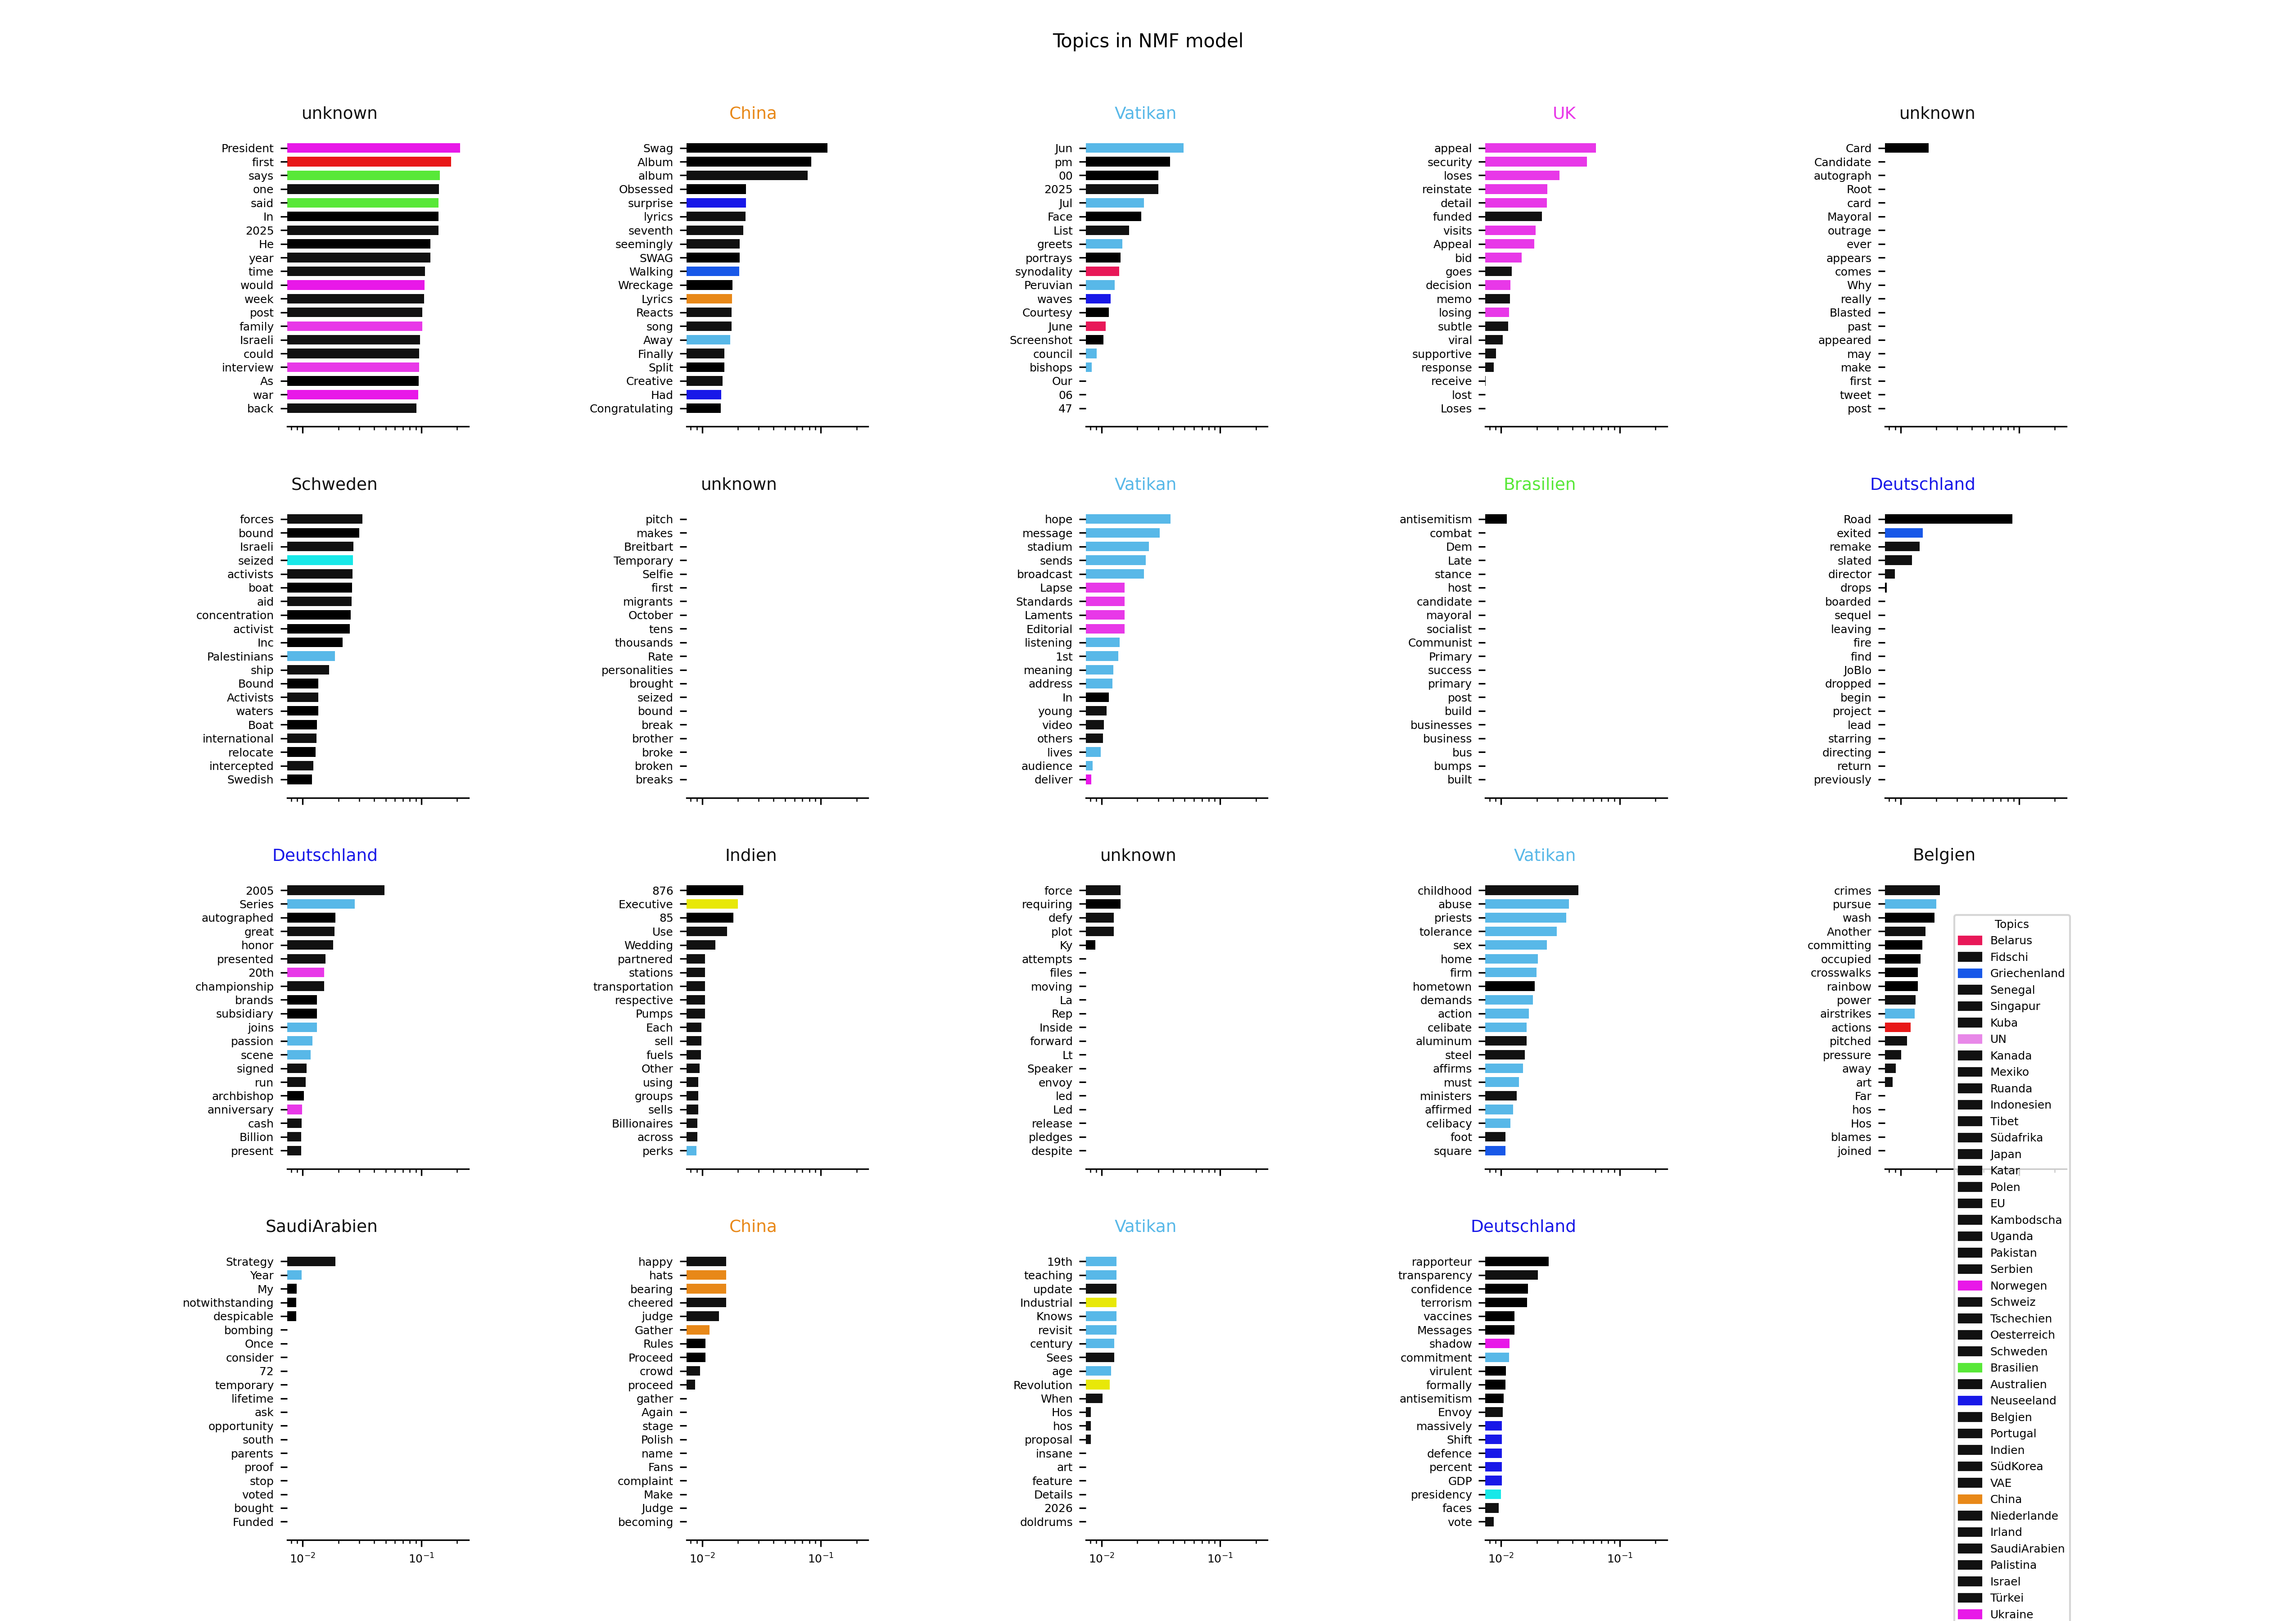 Topics in NMF model
unknown
President
first
says
one
said
In
2025
He
year
time
would
week
post
family
Israeli
could
interview
As
war
back
China
Swag
Album
album
Obsessed
surprise
lyrics
seventh
seemingly
SWAG
Walking
Wreckage
Lyrics
Reacts
song
Away
Finally
Split
Creative
Had
Congratulating
Vatikan
Jun
pm
00
2025
Jul
Face
List
greets
portrays
synodality
Peruvian
waves
Courtesy
June
Screenshot
council
bishops
Our
06
47
UK
appeal
security
loses
reinstate
detail
funded
visits
Appeal
bid
goes
decision
memo
losing
subtle
viral
supportive
response
receive
lost
Loses
unknown
Card
Candidate
autograph
Root
card
Mayoral
outrage
ever
appears
comes
Why
really
Blasted
past
appeared
may
make
first
tweet
post
Schweden
forces
bound
Israeli
seized
activists
boat
aid
concentration
activist
Inc
Palestinians
ship
Bound
Activists
waters
Boat
international
relocate
intercepted
Swedish
unknown
pitch
makes
Breitbart
Temporary
Selfie
first
migrants
October
tens
thousands
Rate
personalities
brought
seized
bound
break
brother
broke
broken
breaks
Vatikan
hope
message
stadium
sends
broadcast
Lapse
Standards
Laments
Editorial
listening
1st
meaning
address
In
young
video
others
lives
audience
deliver
Brasilien
antisemitism
combat
Dem
Late
stance
host
candidate
mayoral
socialist
Communist
Primary
success
primary
post
build
businesses
business
bus
bumps
built
Deutschland
Road
exited
remake
slated
director
drops
boarded
sequel
leaving
fire
find
JoBlo
dropped
begin
project
lead
starring
directing
return
previously
Deutschland
2005
Series
autographed
great
honor
presented
20th
championship
brands
subsidiary
joins
passion
scene
signed
run
archbishop
anniversary
cash
Billion
present
Indien
876
Executive
85
Use
Wedding
partnered
stations
transportation
respective
Pumps
Each
sell
fuels
Other
using
groups
sells
Billionaires
across
perks
unknown
force
requiring
defy
plot
Ky
attempts
files
moving
La
Rep
Inside
forward
Lt
Speaker
envoy
led
Led
release
pledges
despite
Vatikan
childhood
abuse
priests
tolerance
sex
home
firm
hometown
demands
action
celibate
aluminum
steel
affirms
must
ministers
affirmed
celibacy
foot
square
Belgien
crimes
pursue
wash
Another
committing
occupied
crosswalks
rainbow
power
airstrikes
actions
pitched
pressure
away
art
Far
hos
Hos
blames
joined
SaudiArabien
Strategy
Year
My
notwithstanding
despicable
bombing
Once
consider
72
temporary
lifetime
ask
opportunity
south
parents
proof
stop
voted
bought
Funded
10⁻² 10⁻¹
China
happy
hats
bearing
cheered
judge
Gather
Rules
Proceed
crowd
proceed
gather
Again
stage
Polish
name
Fans
complaint
Make
Judge
becoming
10⁻² 10⁻¹
Vatikan
19th
teaching
update
Industrial
Knows
revisit
century
Sees
age
Revolution
When
Hos
hos
proposal
insane
art
feature
Details
2026
doldrums
10⁻² 10⁻¹
Deutschland
rapporteur
transparency
confidence
terrorism
vaccines
Messages
shadow
commitment
virulent
formally
antisemitism
Envoy
massively
Shift
defence
percent
GDP
presidency
faces
vote
10⁻² 10⁻¹
Topics
Belarus
Fidschi
Griechenland
Senegal
Singapur
Kuba
UN
Kanada
Mexiko
Ruanda
Indonesien
Tibet
Südafrika
Japan
Katar
Polen
EU
Kambodscha
Uganda
Pakistan
Serbien
Norwegen
Schweiz
Tschechien
Oesterreich
Schweden
Brasilien
Australien
Neuseeland
Belgien
Portugal
Indien
SüdKorea
VAE
China
Niederlande
Irland
SaudiArabien
Palistina
Israel
Türkei
Ukraine